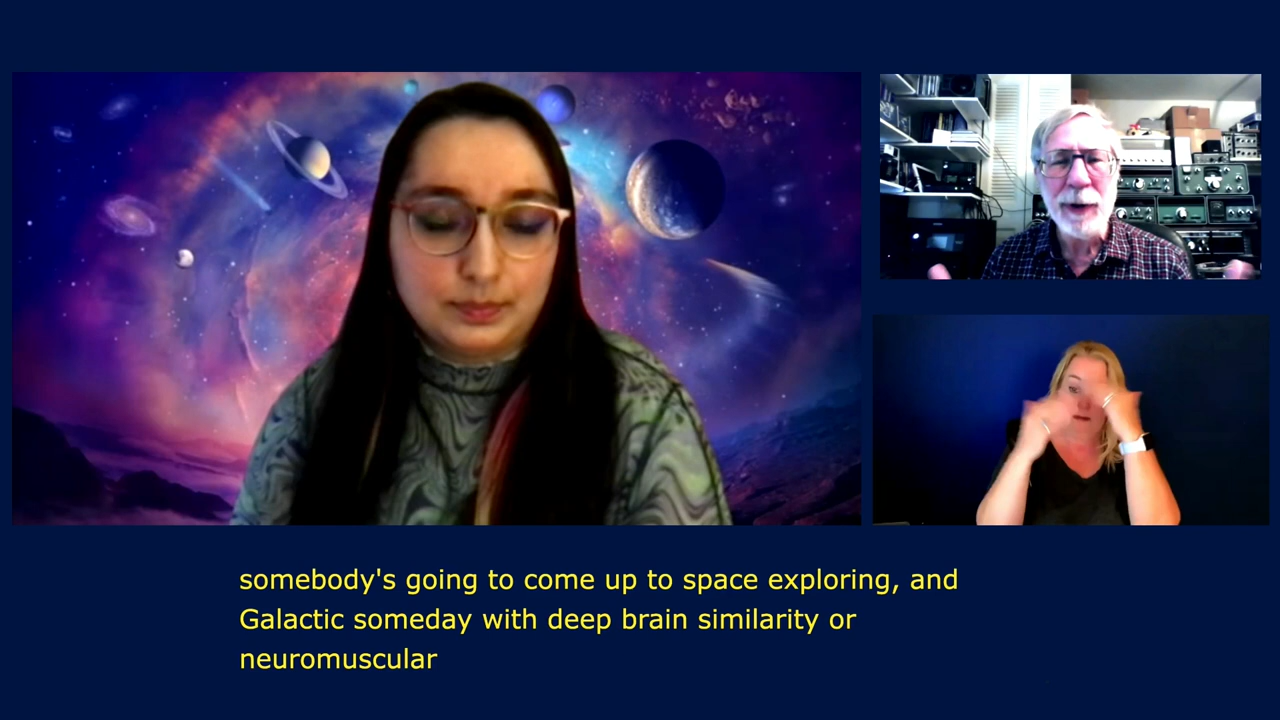 somebody's going to come up to space exploring, and
Galactic someday with deep brain similarity or
neuromuscular